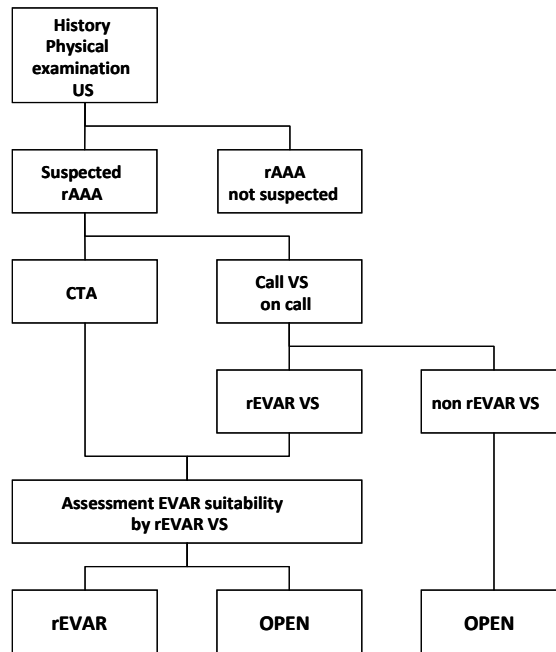 History
Physical
examination
US
Suspected
rAAA
rAAA
not suspected
CTA
Call VS
on call
rEVAR VS
non rEVAR VS
Assessment EVAR suitability
by rEVAR VS
rEVAR
OPEN
OPEN